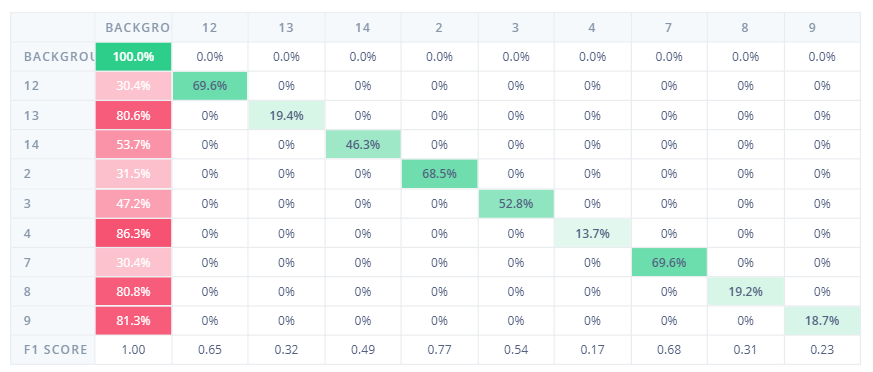 BACKGRO 12 13 14 2 3 4 7 8 9
BACKGROU 100.0% 0.0% 0.0% 0.0% 0.0% 0.0% 0.0% 0.0% 0.0% 0.0%
12 30.4% 69.6% 0% 0% 0% 0% 0% 0% 0% 0%
13 80.6% 0% 19.4% 0% 0% 0% 0% 0% 0% 0%
14 53.7% 0% 0% 46.3% 0% 0% 0% 0% 0% 0%
2 31.5% 0% 0% 0% 68.5% 0% 0% 0% 0% 0%
3 47.2% 0% 0% 0% 0% 52.8% 0% 0% 0% 0%
4 86.3% 0% 0% 0% 0% 0% 13.7% 0% 0% 0%
7 30.4% 0% 0% 0% 0% 0% 0% 69.6% 0% 0%
8 80.8% 0% 0% 0% 0% 0% 0% 0% 19.2% 0%
9 81.3% 0% 0% 0% 0% 0% 0% 0% 0% 18.7%
F1 SCORE 1.00 0.65 0.32 0.49 0.77 0.54 0.17 0.68 0.31 0.23